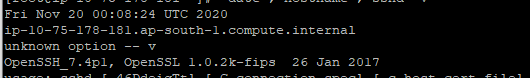 Fri Nov 20 00:08:24 UTC 2020
ip-10-75-178-181.ap-south-1.compute.internal
unknown option -- v
OpenSSH_7.4p1, OpenSSL 1.0.2k-fips  26 Jan 2017